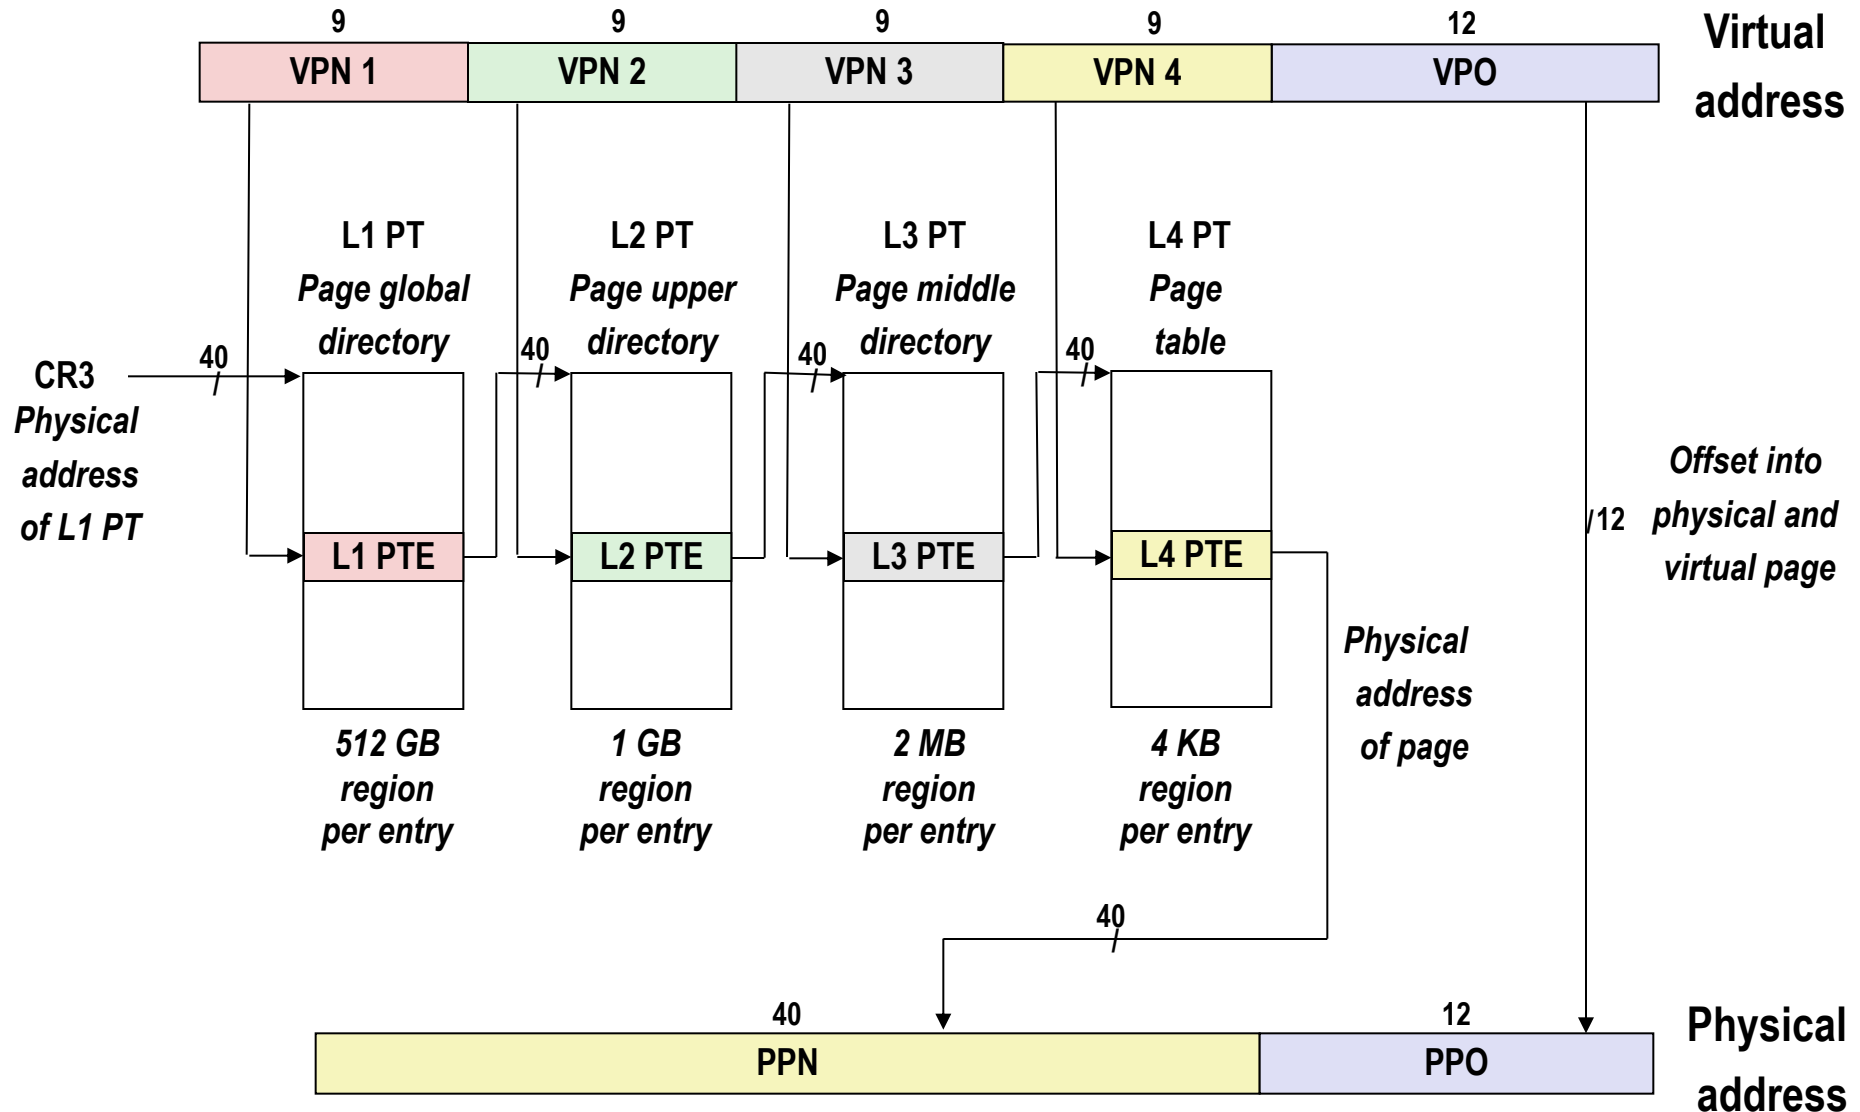 9
9
9
9
12
VPN 1
VPN 2
VPN 3
VPN 4
VPO
Virtual
address
L1 PT
Page global
directory
L2 PT
Page upper
directory
L3 PT
Page middle
directory
L4 PT
Page
table
CR3
Physical
address
of L1 PT
40
40
40
40
L1 PTE
L2 PTE
L3 PTE
L4 PTE
/12
Offset into
physical and
virtual page
512 GB
region
per entry
1 GB
region
per entry
2 MB
region
per entry
4 KB
region
per entry
Physical
address
of page
40
40
12
PPN
PPO
Physical
address